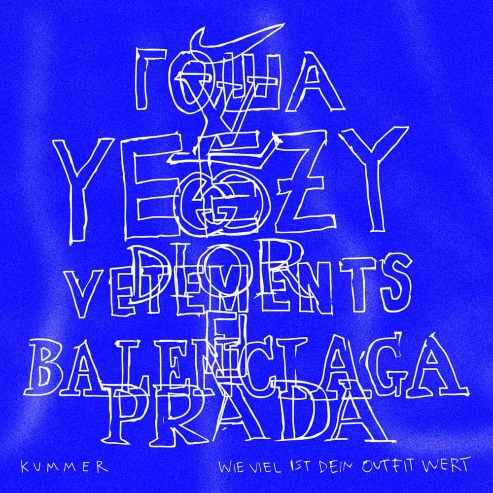 ГОША
YEEZY
DIOR
VETEMENTS
BALENCIAGA
PRADA
KUMMER
WIE VIEL IST DEIN OUTFIT WERT